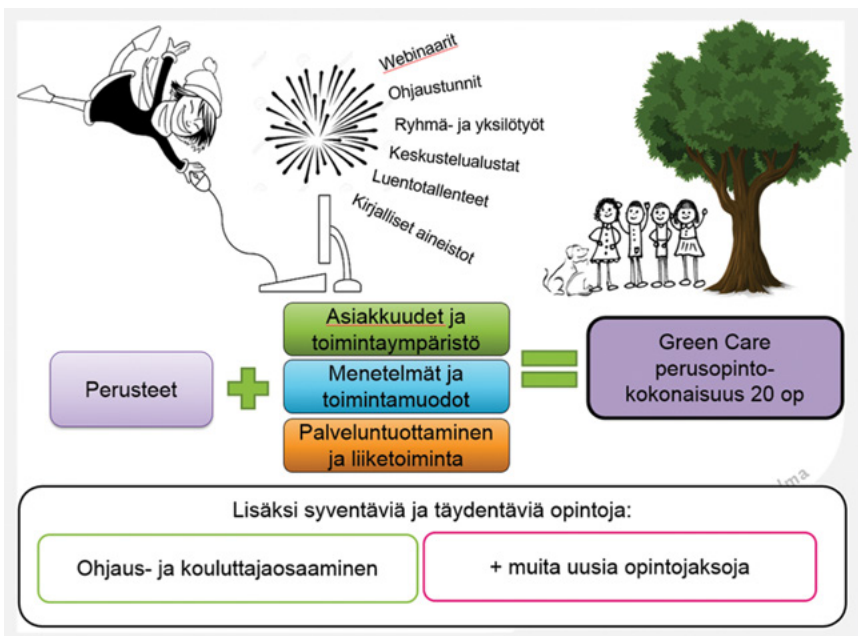 Webinaarit
Ohjaustunnit
Ryhmä- ja yksilötyöt
Keskustelualustat
Luentotallenteet
Kirjalliset aineistot
Perusteet
Asiakkuudet ja
toimintaympäristö
Menetelmät ja
toimintamuodot
Palveluntuottaminen
ja liiketoiminta
Green Care
perusopinto-
kokonaisuus 20 op
Lisäksi syventäviä ja täydentäviä opintoja:
Ohjaus- ja kouluttajaosaaminen
+ muita uusia opintojaksoja